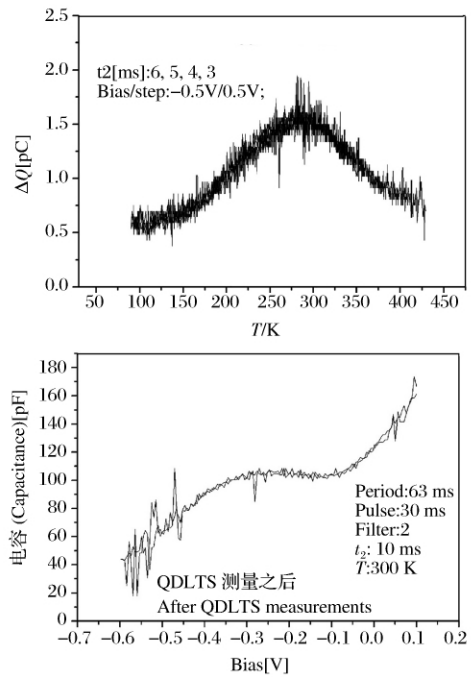 2.5
2.0
1.5
1.0
0.5
0.0
ΔQ[pC]
t2[ms]:6, 5, 4, 3
Bias/step:−0.5V/0.5V;
50 100 150 200 250 300 350 400 450
T/K
180
160
140
120
100
80
60
40
20
0
电容 (Capacitance)[pF]
Period:63 ms
Pulse:30 ms
Filter:2
t₂: 10 ms
T:300 K
QDLTS 测量之后
After QDLTS measurements
−0.7 −0.6 −0.5 −0.4 −0.3 −0.2 −0.1 0.0 0.1 0.2
Bias[V]